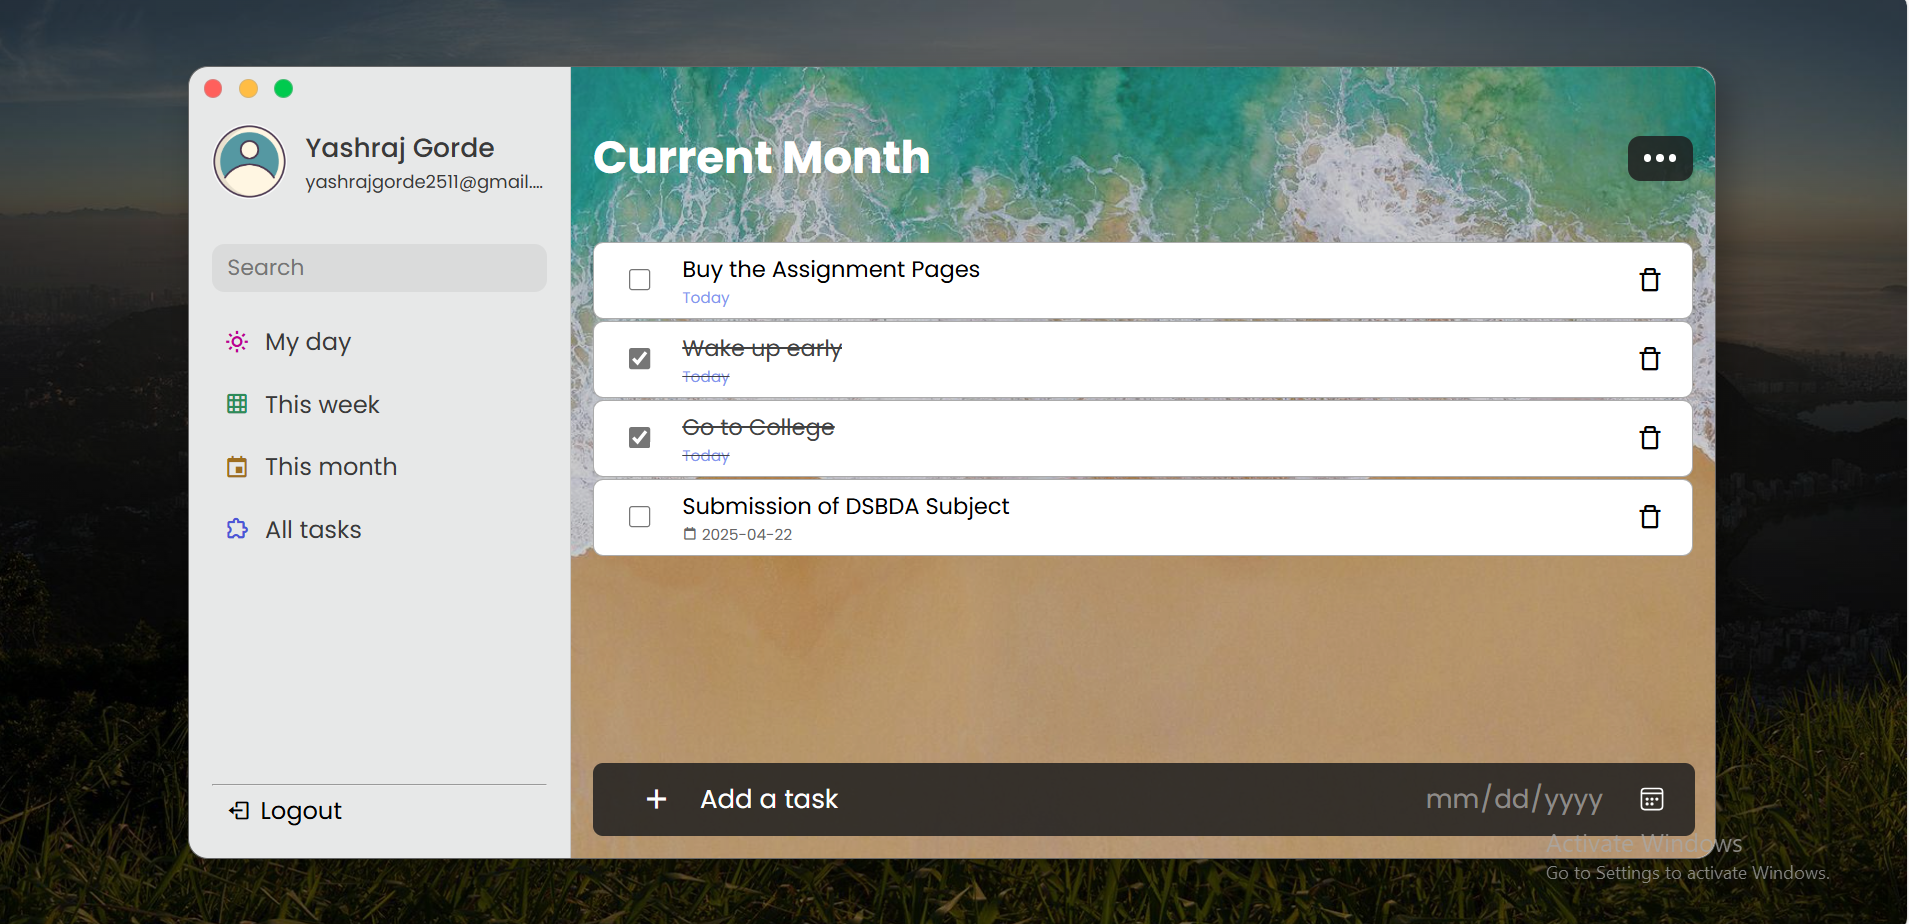 Yashraj Gorde
yashrajgorde2511@gmail....
Search
My day
This week
This month
All tasks
Logout
Current Month
Buy the Assignment Pages
Today
Wake up early
Today
Go to College
Today
Submission of DSBDA Subject
2025-04-22
+ Add a task
mm/dd/yyyy
Activate Windows
Go to Settings to activate Windows.